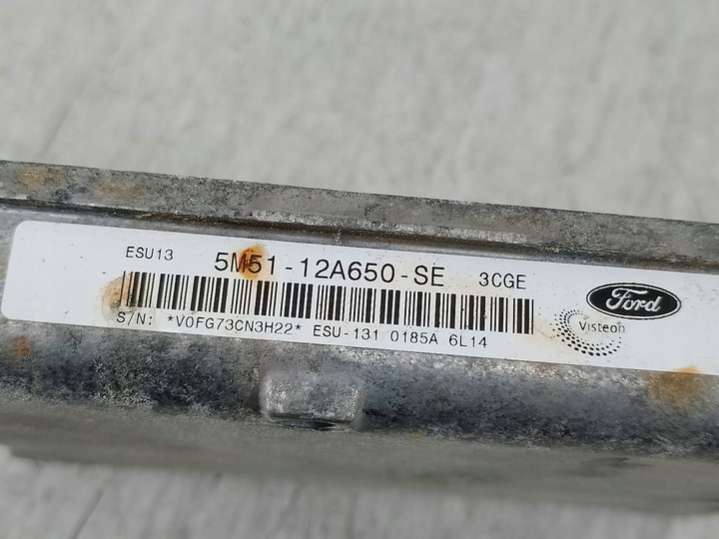 ESU13 5M51-12A650-SE 3CGE
Ford
Visteon
S/N: *V0FG73CN3H22* ESU-131 0185A 6L14